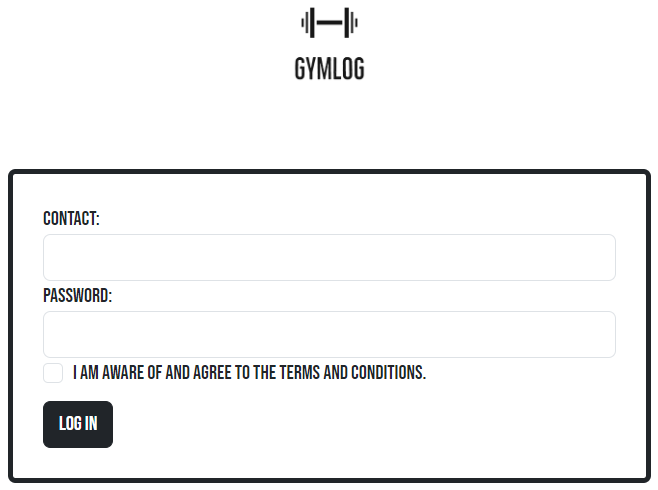 GYMLOG
CONTACT:
PASSWORD:
I AM AWARE OF AND AGREE TO THE TERMS AND CONDITIONS.
LOG IN